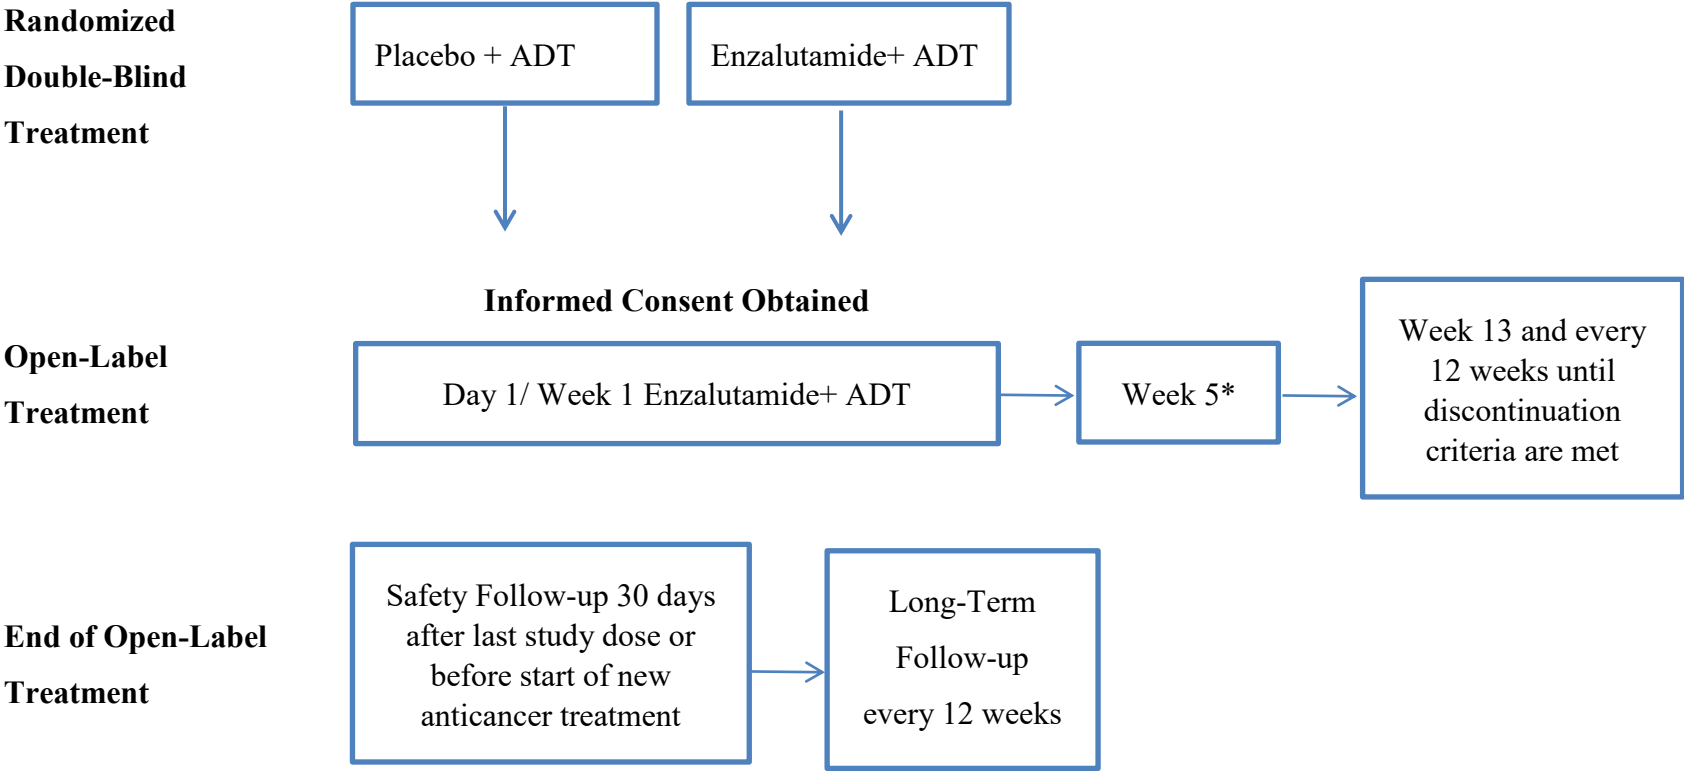 Randomized
Double-Blind
Treatment
Placebo + ADT
Enzalutamide+ ADT
Informed Consent Obtained
Open-Label
Treatment
Day 1/ Week 1 Enzalutamide+ ADT
Week 5*
Week 13 and every
12 weeks until
discontinuation
criteria are met
End of Open-Label
Treatment
Safety Follow-up 30 days
after last study dose or
before start of new
anticancer treatment
Long-Term
Follow-up
every 12 weeks